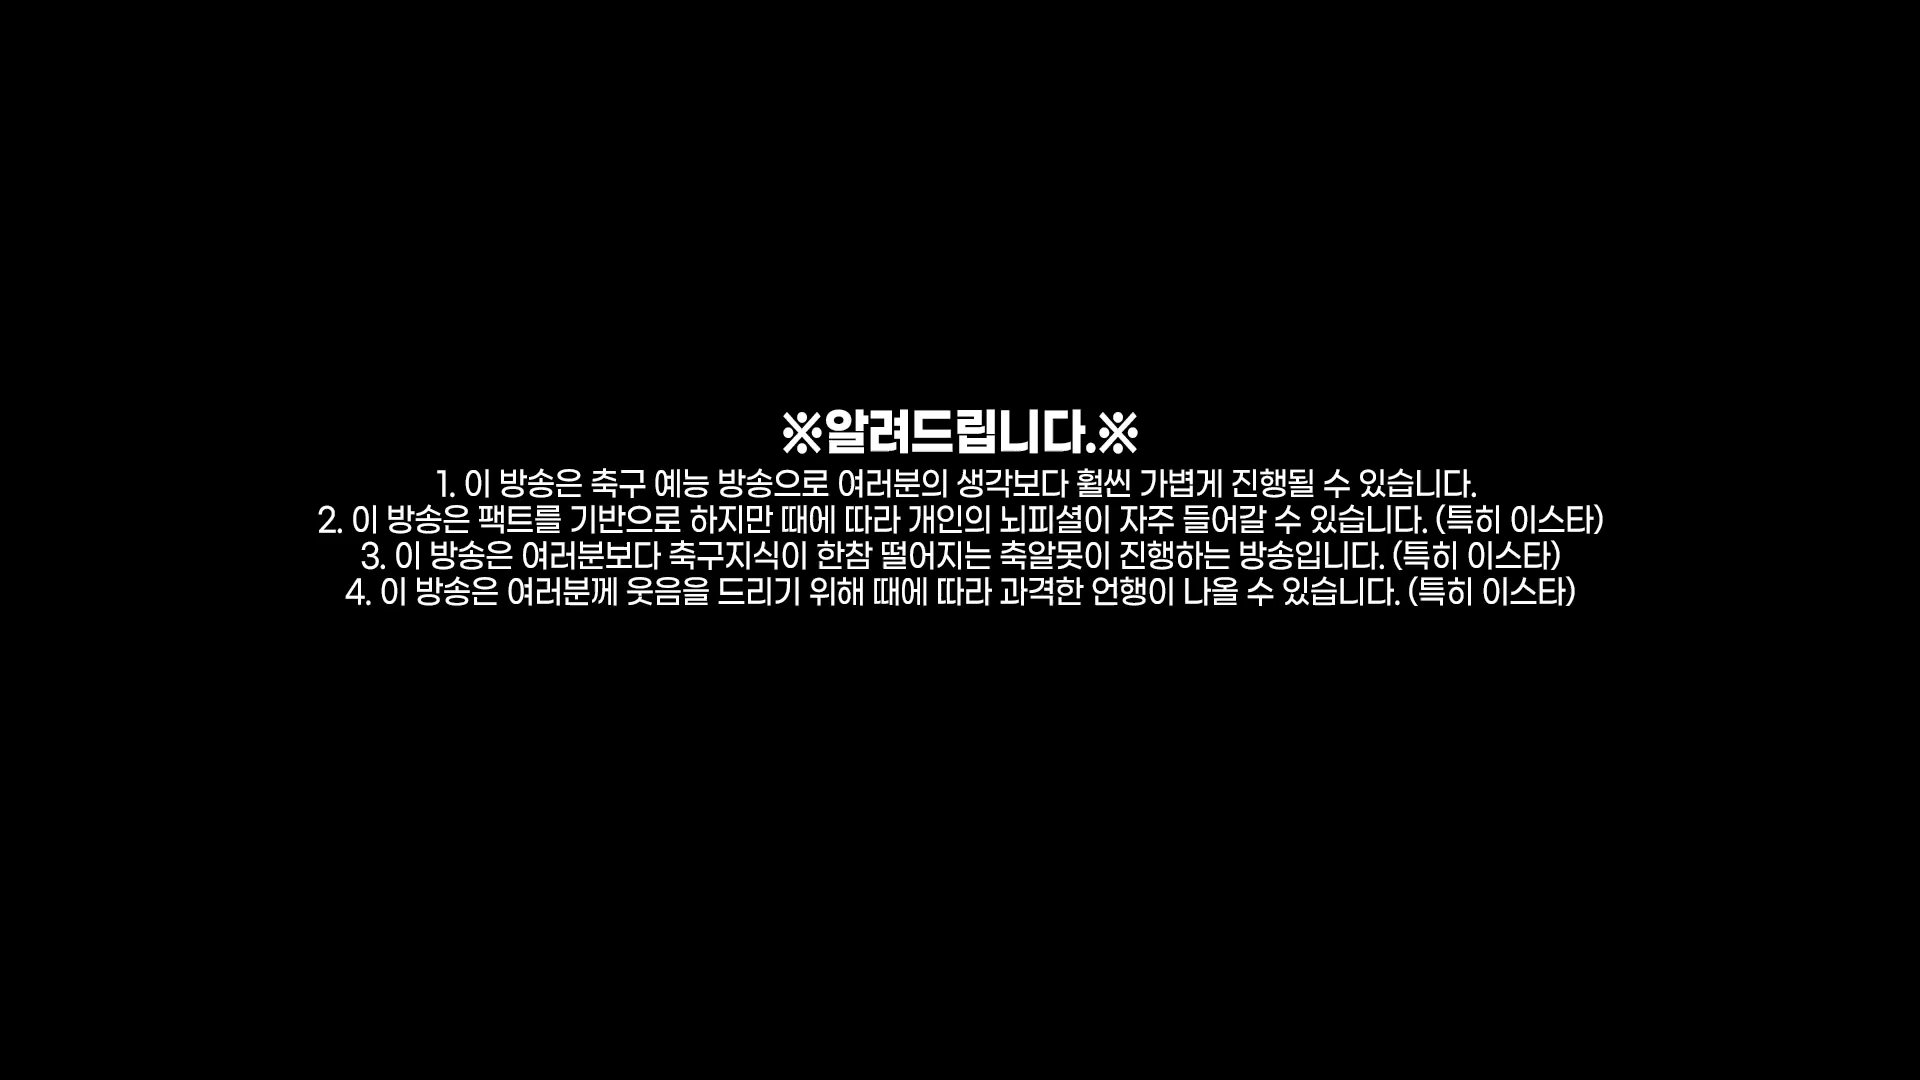 ※알려드립니다.※
1. 이 방송은 축구 예능 방송으로 여러분의 생각보다 훨씬 가볍게 진행될 수 있습니다.
2. 이 방송은 팩트를 기반으로 하지만 때에 따라 개인의 뇌피셜이 자주 들어갈 수 있습니다. (특히 이스타)
3. 이 방송은 여러분보다 축구지식이 한참 떨어지는 축알못이 진행하는 방송입니다. (특히 이스타)
4. 이 방송은 여러분께 웃음을 드리기 위해 때에 따라 과격한 언행이 나올 수 있습니다. (특히 이스타)